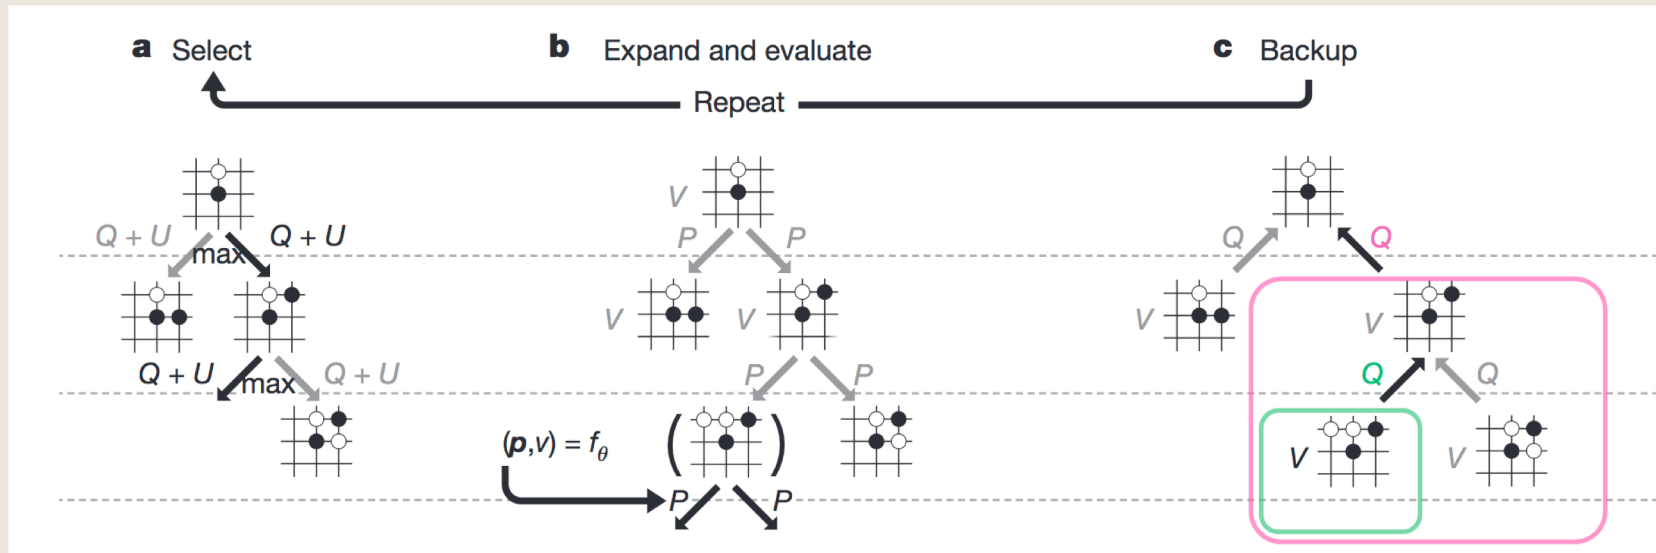 a Select
b Expand and evaluate
c Backup
Repeat
Q + U
max
Q + U
Q + U
max
Q + U
V
P
P
V
V
P
P
(p,v) = fθ
(
)
P
P
Q
Q
V
V
Q
Q
V
V